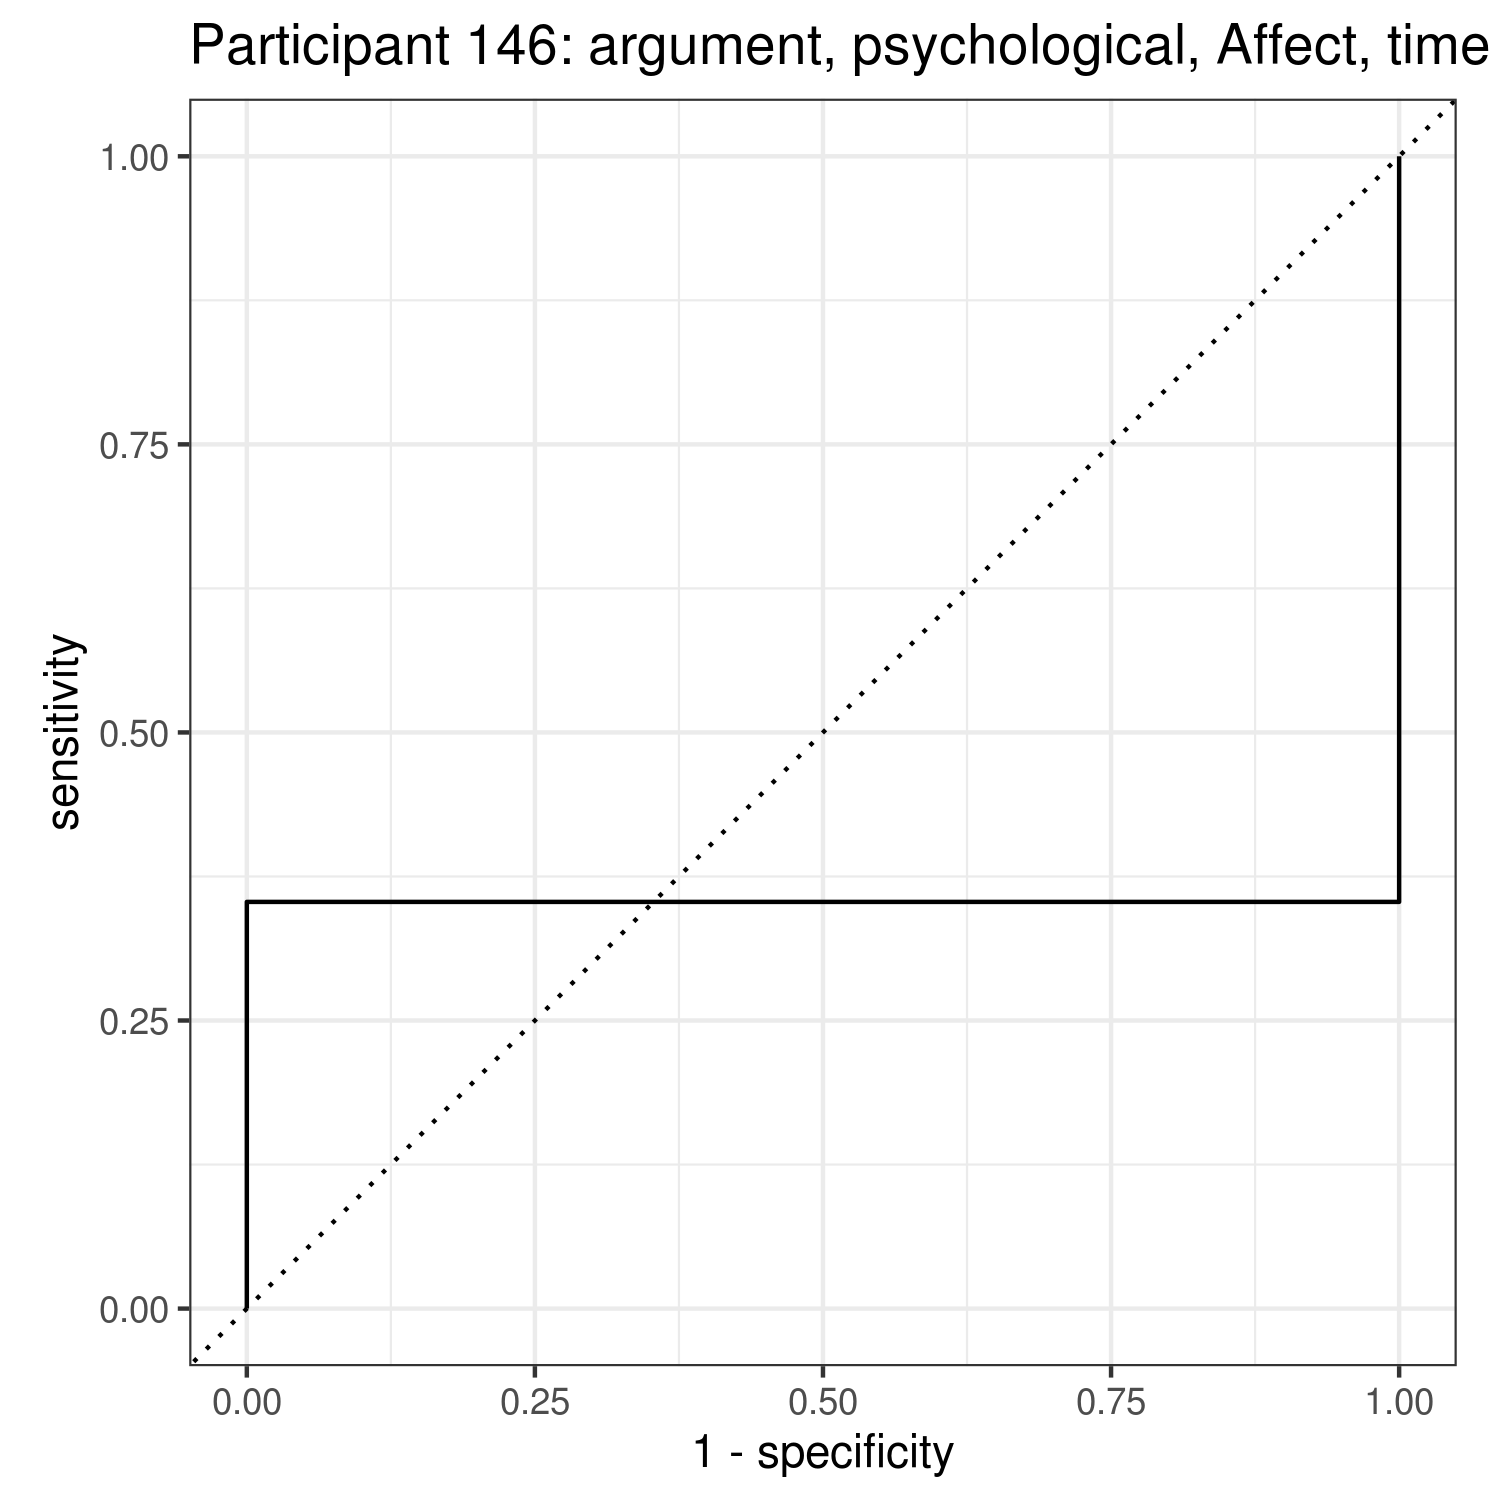 Participant 146: argument, psychological, Affect, time
1.00
0.75
0.50
0.25
0.00
sensitivity
0.00 0.25 0.50 0.75 1.00
1 - specificity